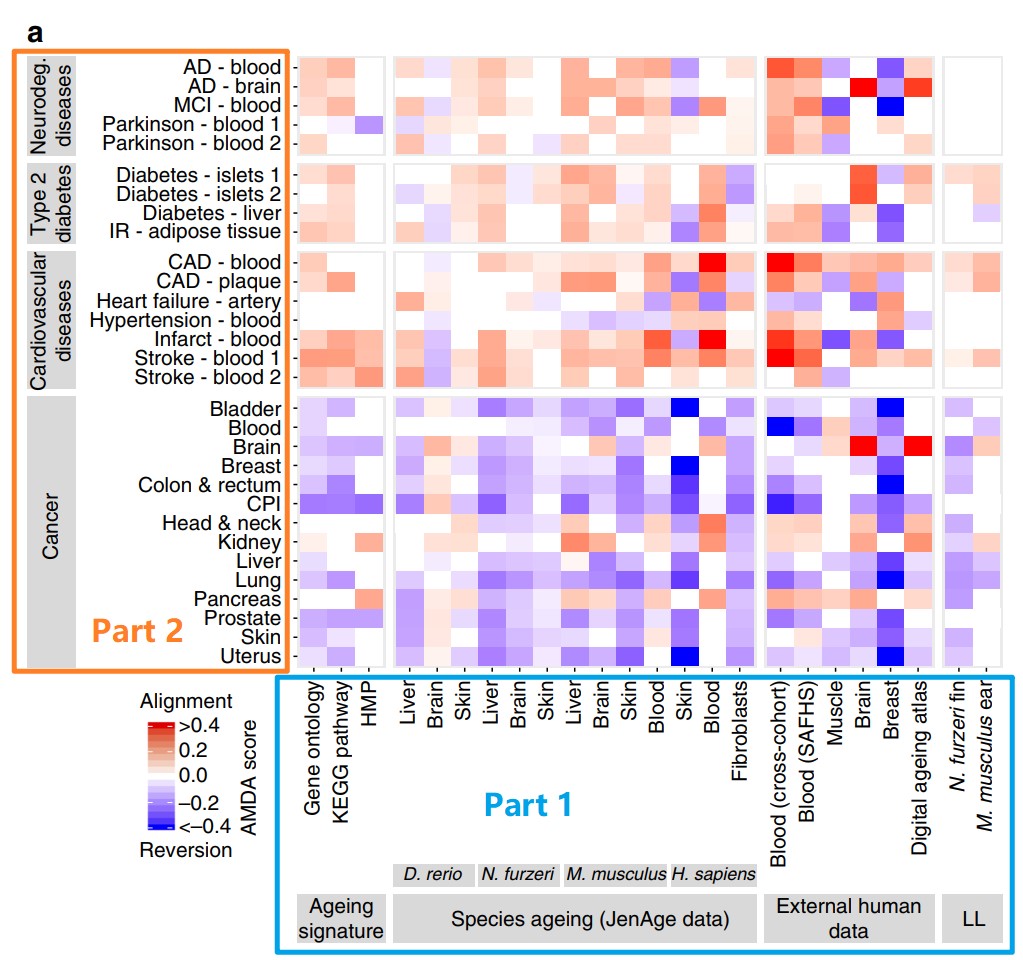 a
Neurodeg.
diseases
AD - blood
AD - brain
MCI - blood
Parkinson - blood 1
Parkinson - blood 2
Type 2
diabetes
Diabetes - islets 1
Diabetes - islets 2
Diabetes - liver
IR - adipose tissue
Cardiovascular
diseases
CAD - blood
CAD - plaque
Heart failure - artery
Hypertension - blood
Infarct - blood
Stroke - blood 1
Stroke - blood 2
Cancer
Bladder
Blood
Brain
Breast
Colon & rectum
CPI
Head & neck
Kidney
Liver
Lung
Pancreas
Prostate
Skin
Uterus
Part 2
Alignment
>0.4
0.2
0.0
–0.2
<–0.4
AMDA score
Reversion
Gene ontology
KEGG pathway
HMP
Liver
Brain
Skin
Liver
Brain
Skin
Liver
Brain
Skin
Blood
Skin
Blood
Fibroblasts
Blood (cross-cohort)
Blood (SAFHS)
Muscle
Brain
Breast
Digital ageing atlas
N. furzeri fin
M. musculus ear
Part 1
D. rerio
N. furzeri
M. musculus
H. sapiens
Ageing
signature
Species ageing (JenAge data)
External human
data
LL